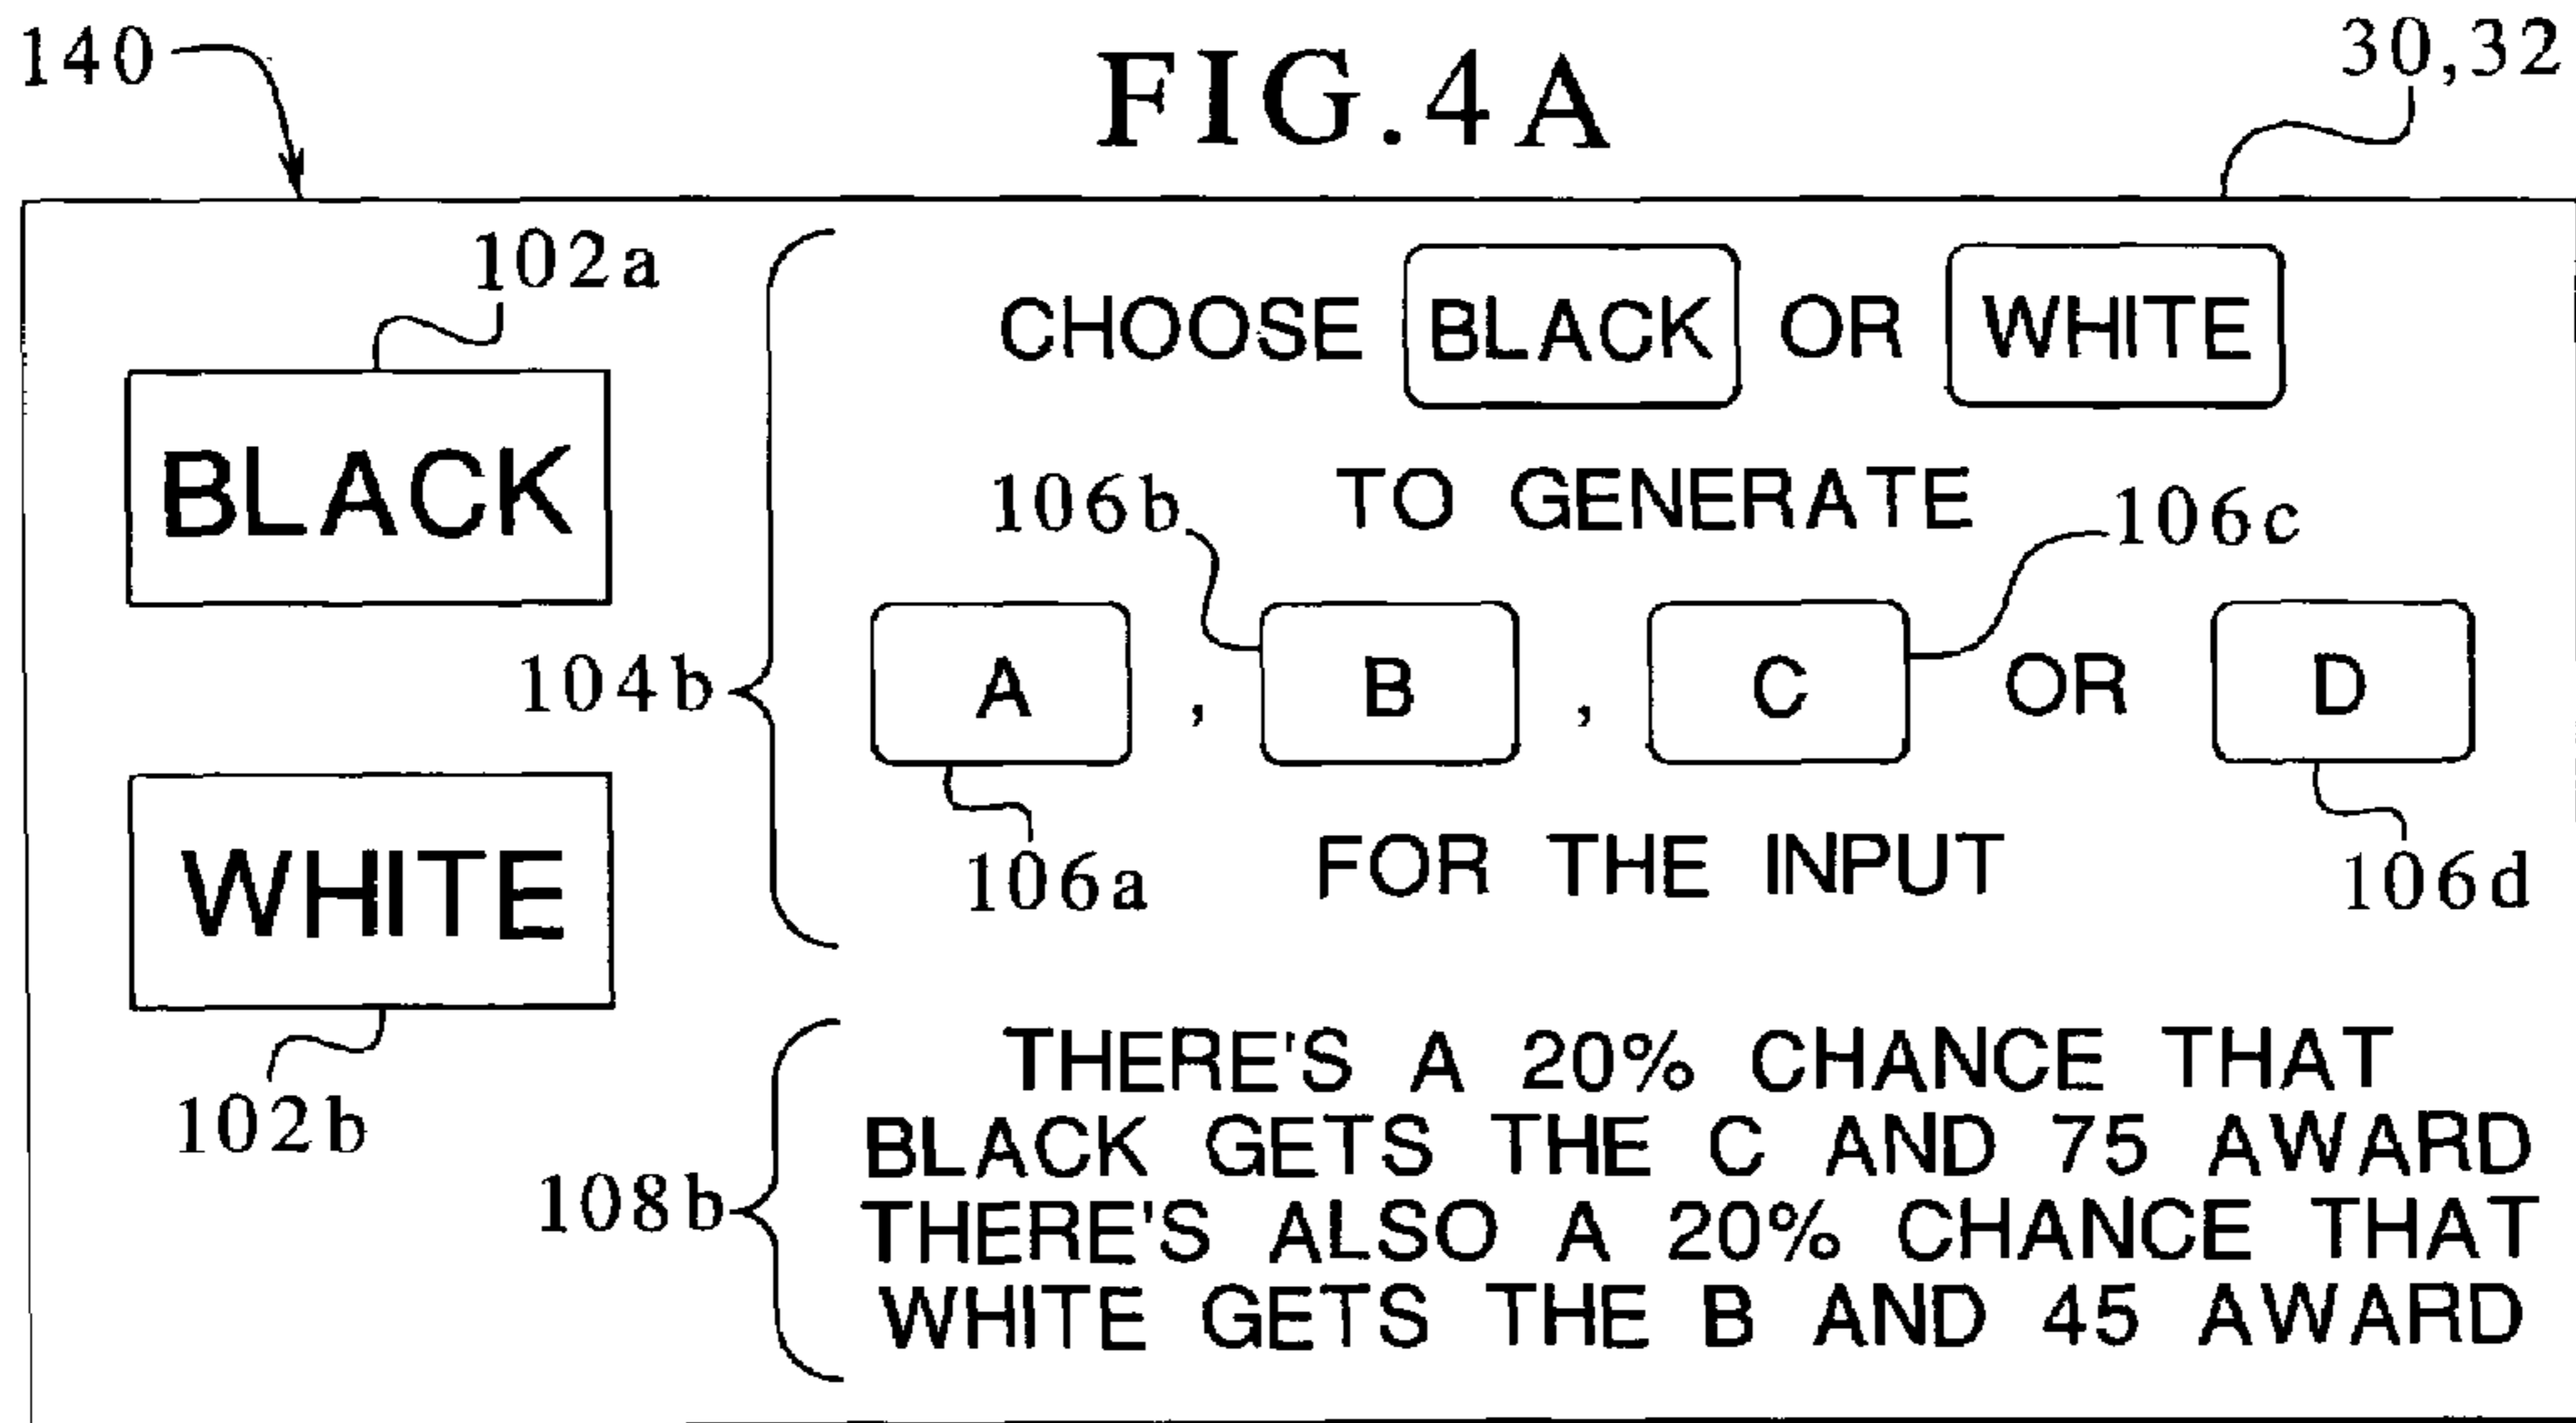 140
FIG.4A
30,32
102a
CHOOSE BLACK OR WHITE
BLACK
106b
TO GENERATE
106c
104b
A , B , C OR D
WHITE
106a
FOR THE INPUT
106d
102b
108b
THERE'S A 20% CHANCE THAT
BLACK GETS THE C AND 75 AWARD
THERE'S ALSO A 20% CHANCE THAT
WHITE GETS THE B AND 45 AWARD